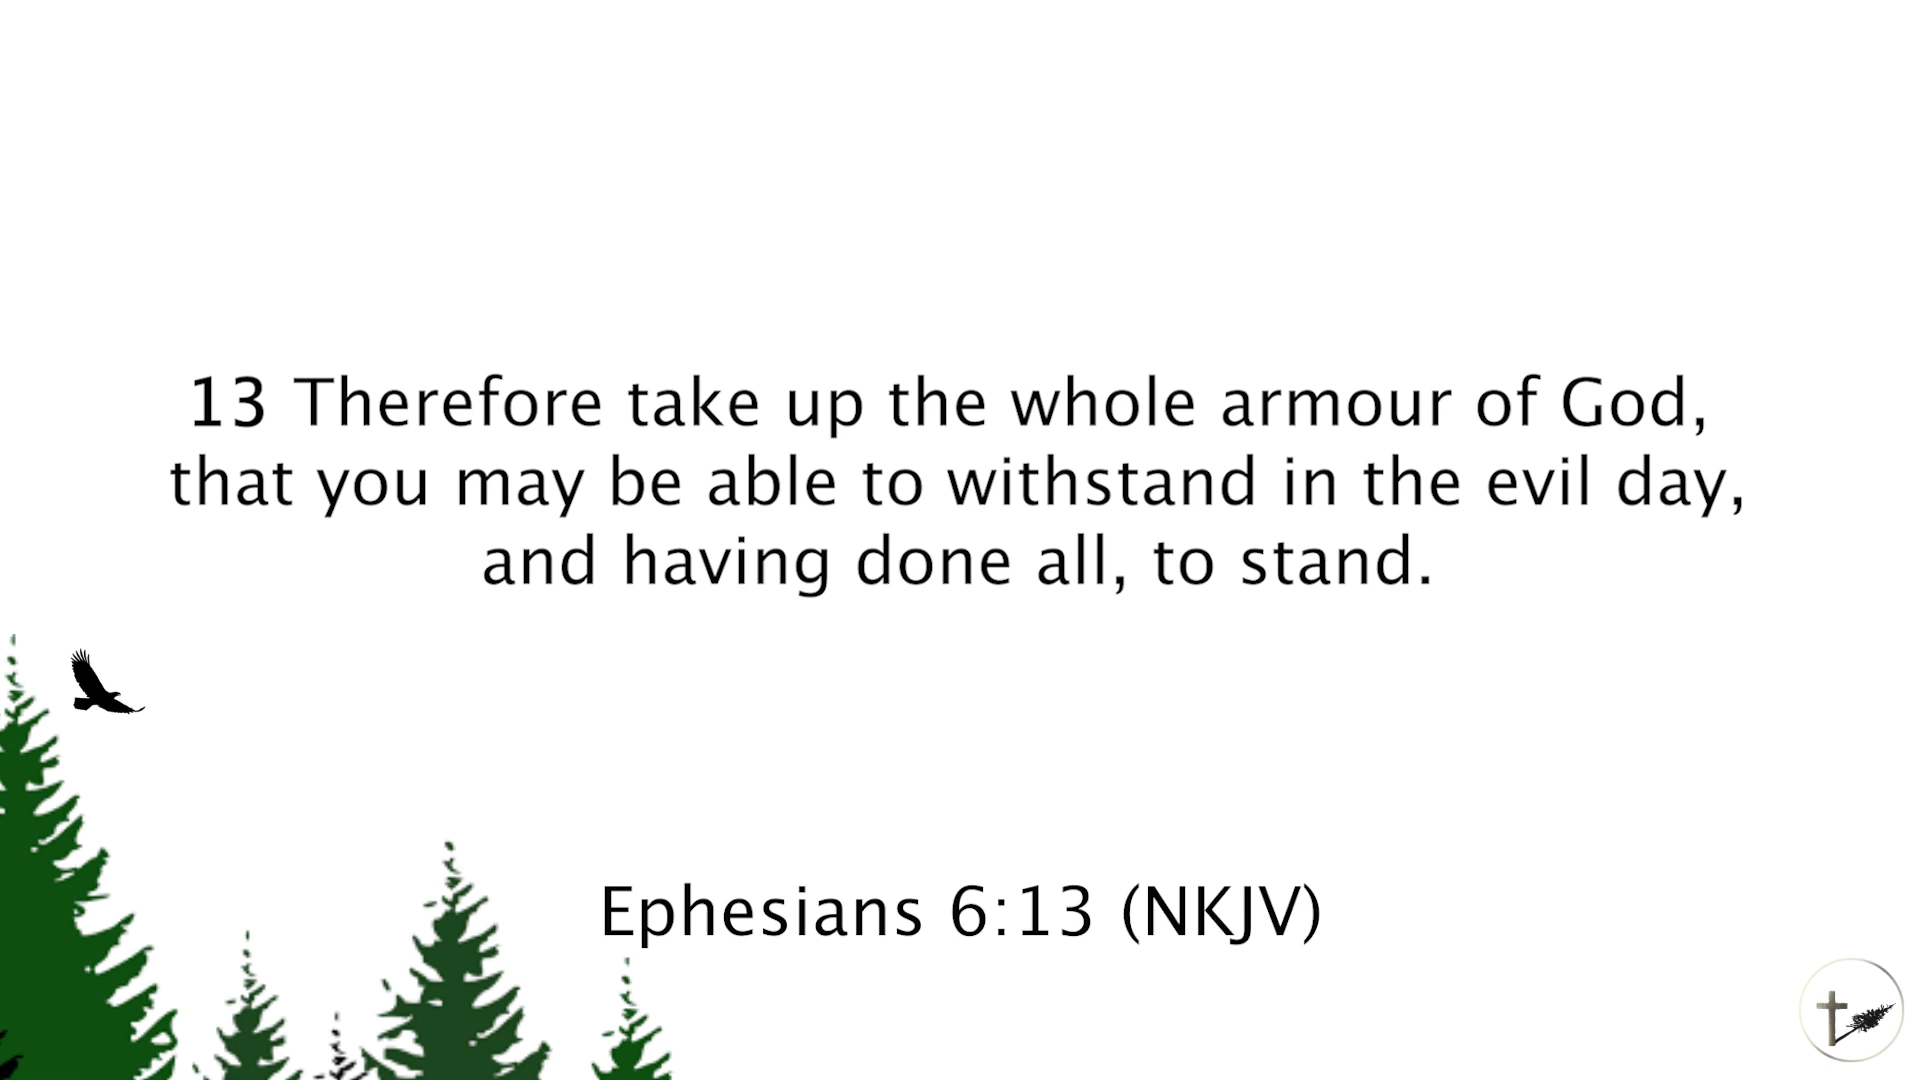 13 Therefore take up the whole armour of God,
that you may be able to withstand in the evil day,
and having done all, to stand.
Ephesians 6:13 (NKJV)